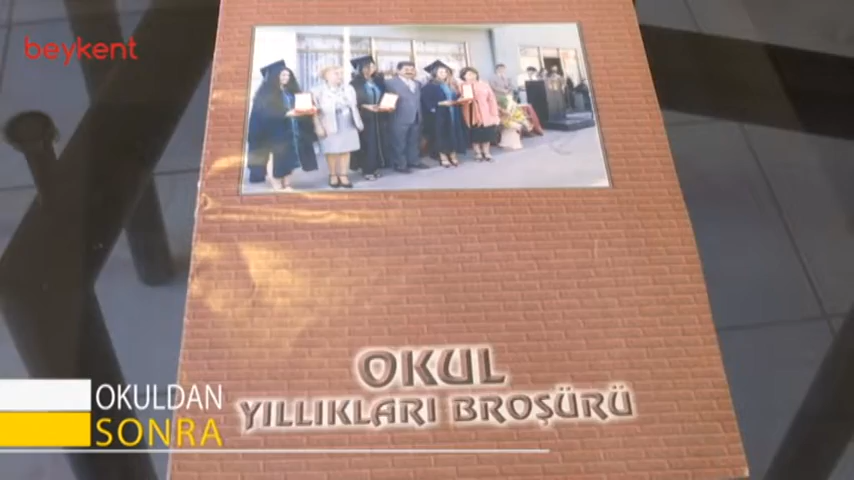 beykent
OKUL
YILLIKLARI BROŞÜRÜ
OKULDAN
SONRA